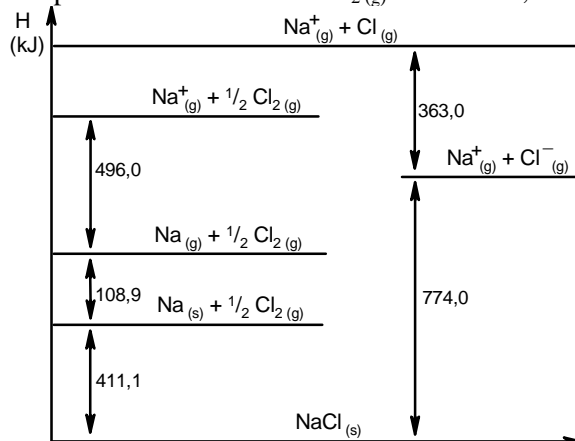 H
(kJ)
Na⁺(g) + Cl(g)
Na⁺(g) + ½ Cl₂(g)
363,0
Na⁺(g) + Cl⁻(g)
496,0
Na(g) + ½ Cl₂(g)
108,9
Na(s) + ½ Cl₂(g)
774,0
411,1
NaCl(s)